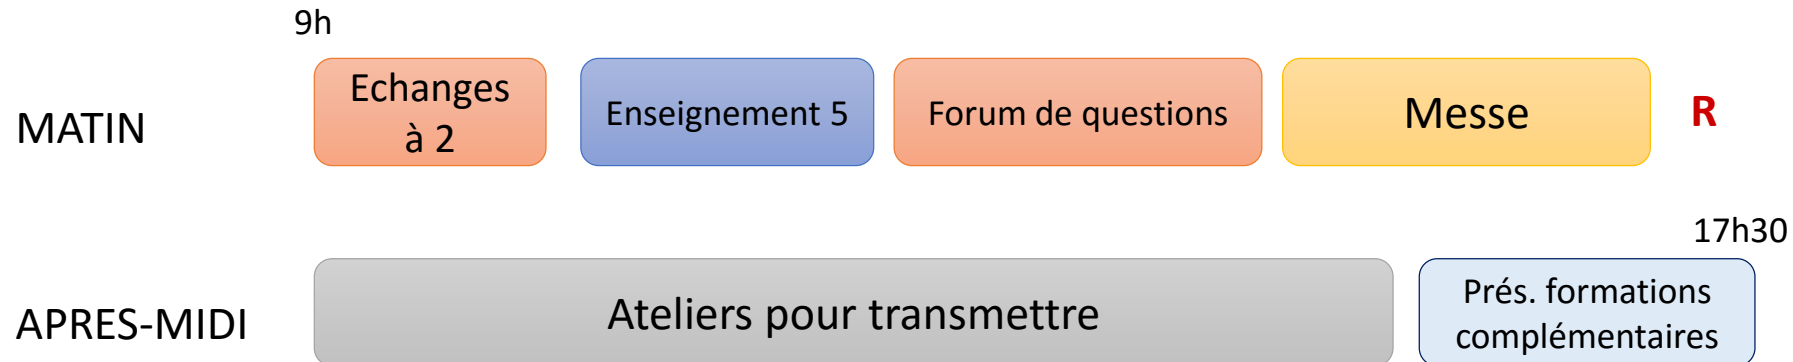 9h
MATIN
Echanges
à 2
Enseignement 5
Forum de questions
Messe
R
17h30
APRES-MIDI
Ateliers pour transmettre
Prés. formations
complémentaires